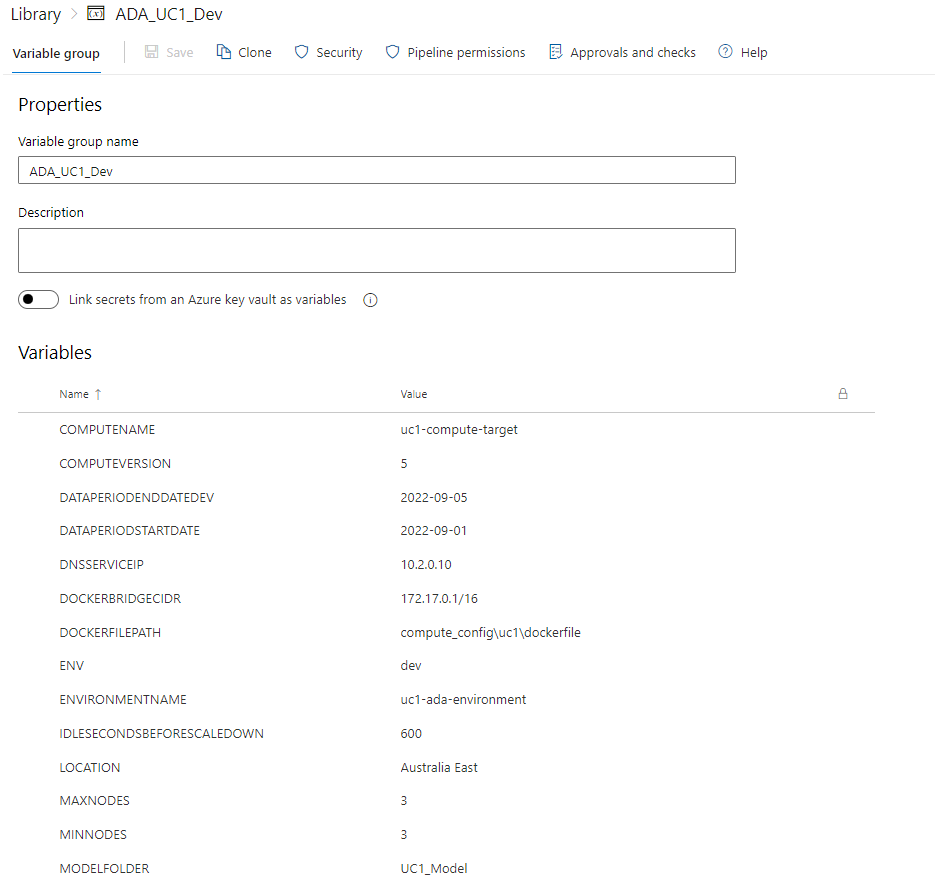 Library > ADA_UC1_Dev
Variable group Save Clone Security Pipeline permissions Approvals and checks Help
Properties
Variable group name
ADA_UC1_Dev
Description
Link secrets from an Azure key vault as variables
Variables
Name ↑ Value
COMPUTENAME uc1-compute-target
COMPUTEVERSION 5
DATAPERIODENDDATEDEV 2022-09-05
DATAPERIODSTARTDATE 2022-09-01
DNSSERVICEIP 10.2.0.10
DOCKERBRIDGECIDR 172.17.0.1/16
DOCKERFILEPATH compute_config\uc1\dockerfile
ENV dev
ENVIRONMENTNAME uc1-ada-environment
IDLESECONDSBEFORESCALEDOWN 600
LOCATION Australia East
MAXNODES 3
MINNODES 3
MODELFOLDER UC1_Model